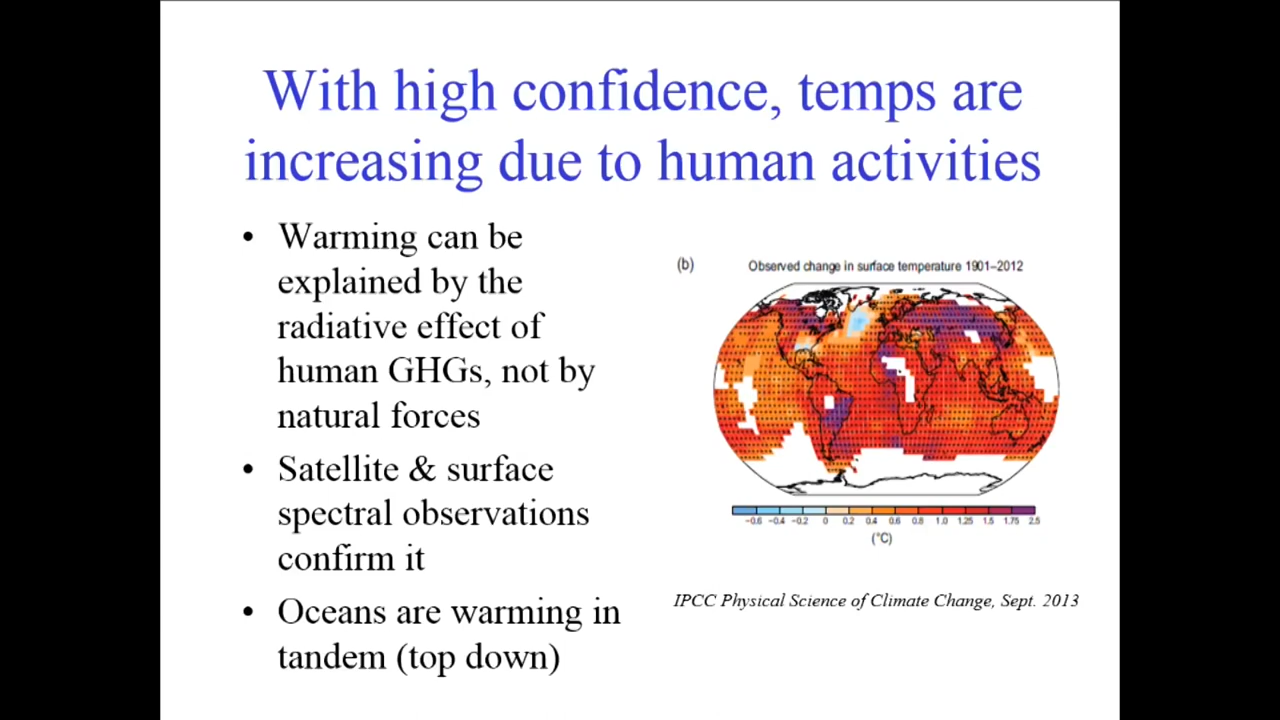 With high confidence, temps are
increasing due to human activities
• Warming can be
explained by the
radiative effect of
human GHGs, not by
natural forces
• Satellite & surface
spectral observations
confirm it
• Oceans are warming in
tandem (top down)
(b) Observed change in surface temperature 1901–2012
−0.6 −0.4 −0.2 0 0.2 0.4 0.6 0.8 1.0 1.25 1.5 1.75 2.5
(°C)
IPCC Physical Science of Climate Change, Sept. 2013